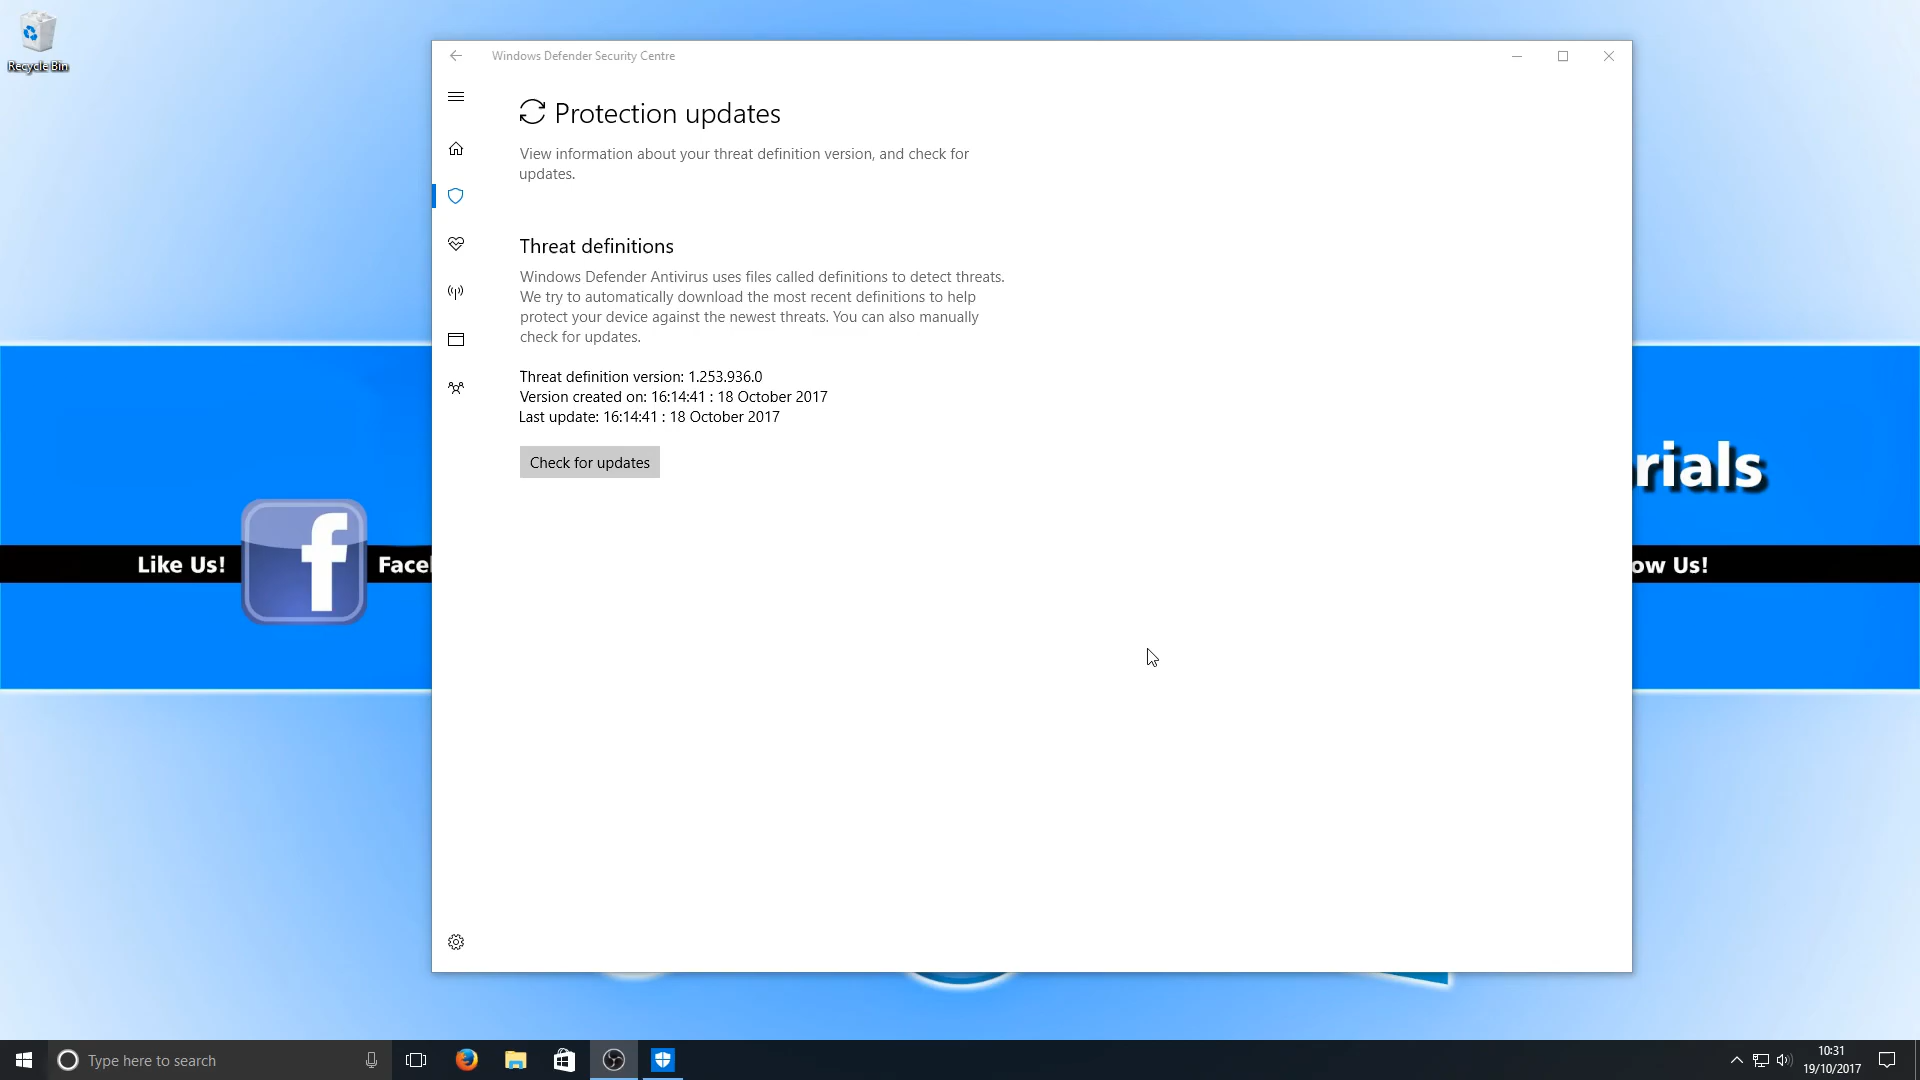 Recycle Bin
Windows Defender Security Centre
Protection updates
View information about your threat definition version, and check for
updates.
Threat definitions
Windows Defender Antivirus uses files called definitions to detect threats.
We try to automatically download the most recent definitions to help
protect your device against the newest threats. You can also manually
check for updates.
Threat definition version: 1.253.936.0
Version created on: 16:14:41 : 18 October 2017
Last update: 16:14:41 : 18 October 2017
Check for updates
rials
Like Us!
f
Face
ow Us!
Type here to search
10:31
19/10/2017